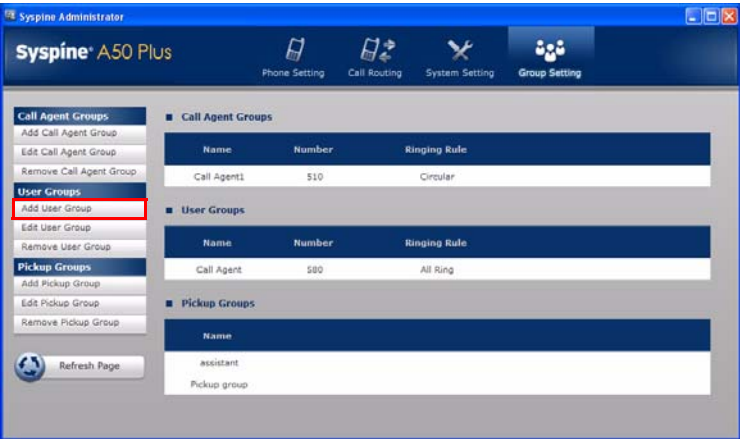 Syspine Administrator
Syspine® A50 Plus
Phone Setting
Call Routing
System Setting
Group Setting
Call Agent Groups
Add Call Agent Group
Edit Call Agent Group
Remove Call Agent Group
User Groups
Add User Group
Edit User Group
Remove User Group
Pickup Groups
Add Pickup Group
Edit Pickup Group
Remove Pickup Group
Refresh Page
Call Agent Groups
Name Number Ringing Rule
Call Agent1 510 Circular
User Groups
Name Number Ringing Rule
Call Agent 580 All Ring
Pickup Groups
Name
assistant
Pickup group